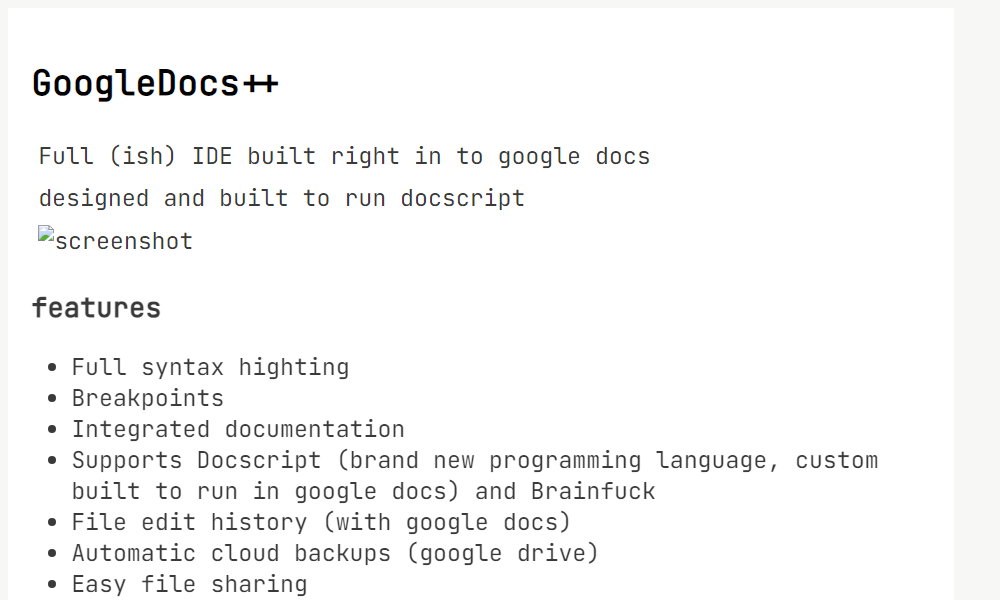 GoogleDocs++
Full (ish) IDE built right in to google docs
designed and built to run docscript
screenshot
features
Full syntax highting
Breakpoints
Integrated documentation
Supports Docscript (brand new programming language, custom
built to run in google docs) and Brainfuck
File edit history (with google docs)
Automatic cloud backups (google drive)
Easy file sharing